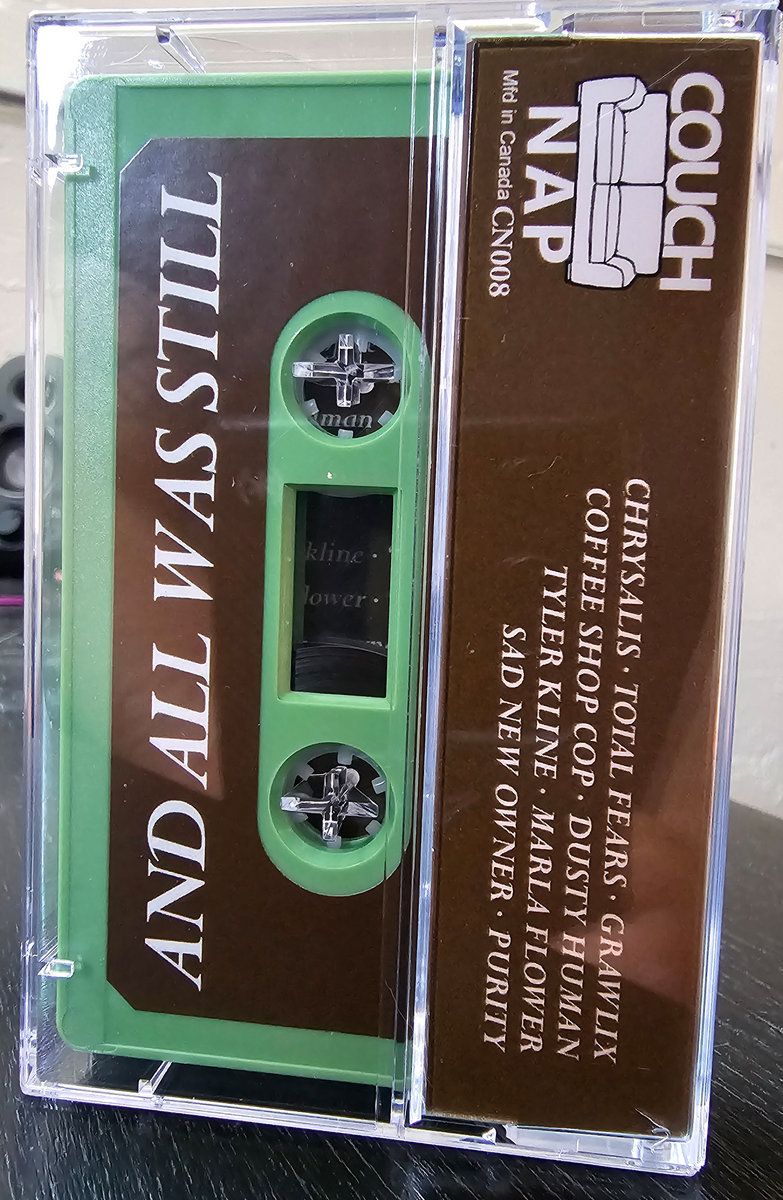 AND ALL WAS STILL
man
kline ·
lower ·
COUCH
NAP
Mfd in Canada CN008
CHRYSALIS · TOTAL FEARS · GRAWLIX
COFFEE SHOP COP · DUSTY HUMAN
TYLER KLINE · MARLA FLOWER
SAD NEW OWNER · PURITY